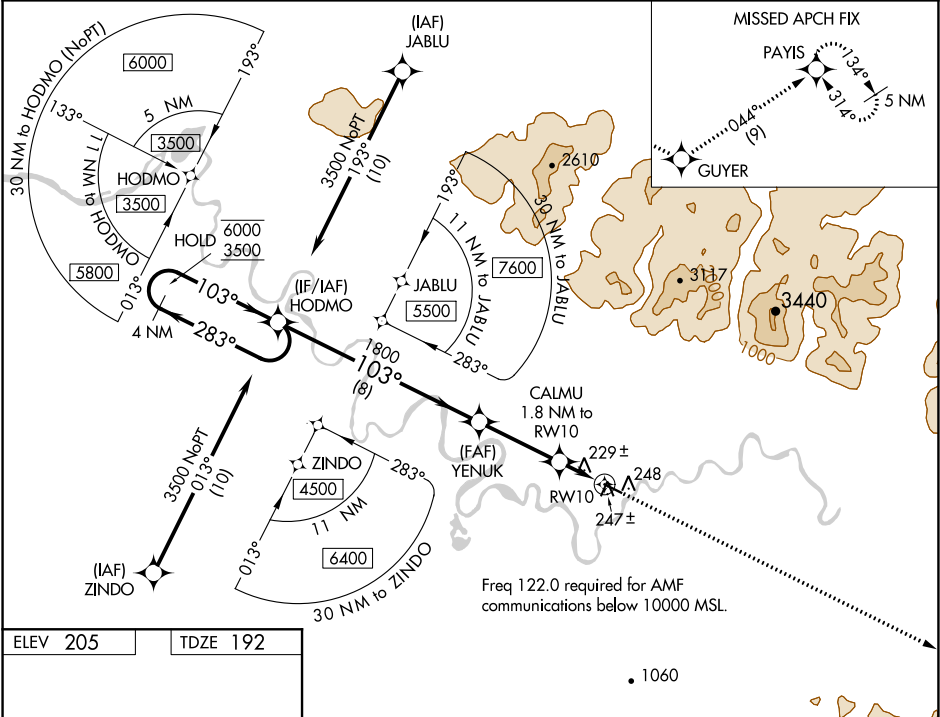 MISSED APCH FIX
PAYIS
134°
314°
5 NM
044°
(9)
GUYER
30 NM to HODMO (NoPT)
6000
193°
133°
5 NM
3500
HODMO
11 NM to HODMO
3500
5800
013°
(IAF)
JABLU
3500 NoPT
193°
(10)
HOLD
6000
3500
103°
283°
4 NM
(IF/IAF)
HODMO
193°
11 NM to JABLU
30 NM to JABLU
JABLU
5500
7600
283°
2610
3117
1000
3440
1000
1800
103°
(8)
(FAF)
YENUK
CALMU
1.8 NM to
RW10
229±
RW10
248
247±
3500 NoPT
013°
(10)
(IAF)
ZINDO
ZINDO
4500
283°
11 NM
013°
6400
30 NM to ZINDO
Freq 122.0 required for AMF
communications below 10000 MSL.
1060
ELEV 205
TDZE 192